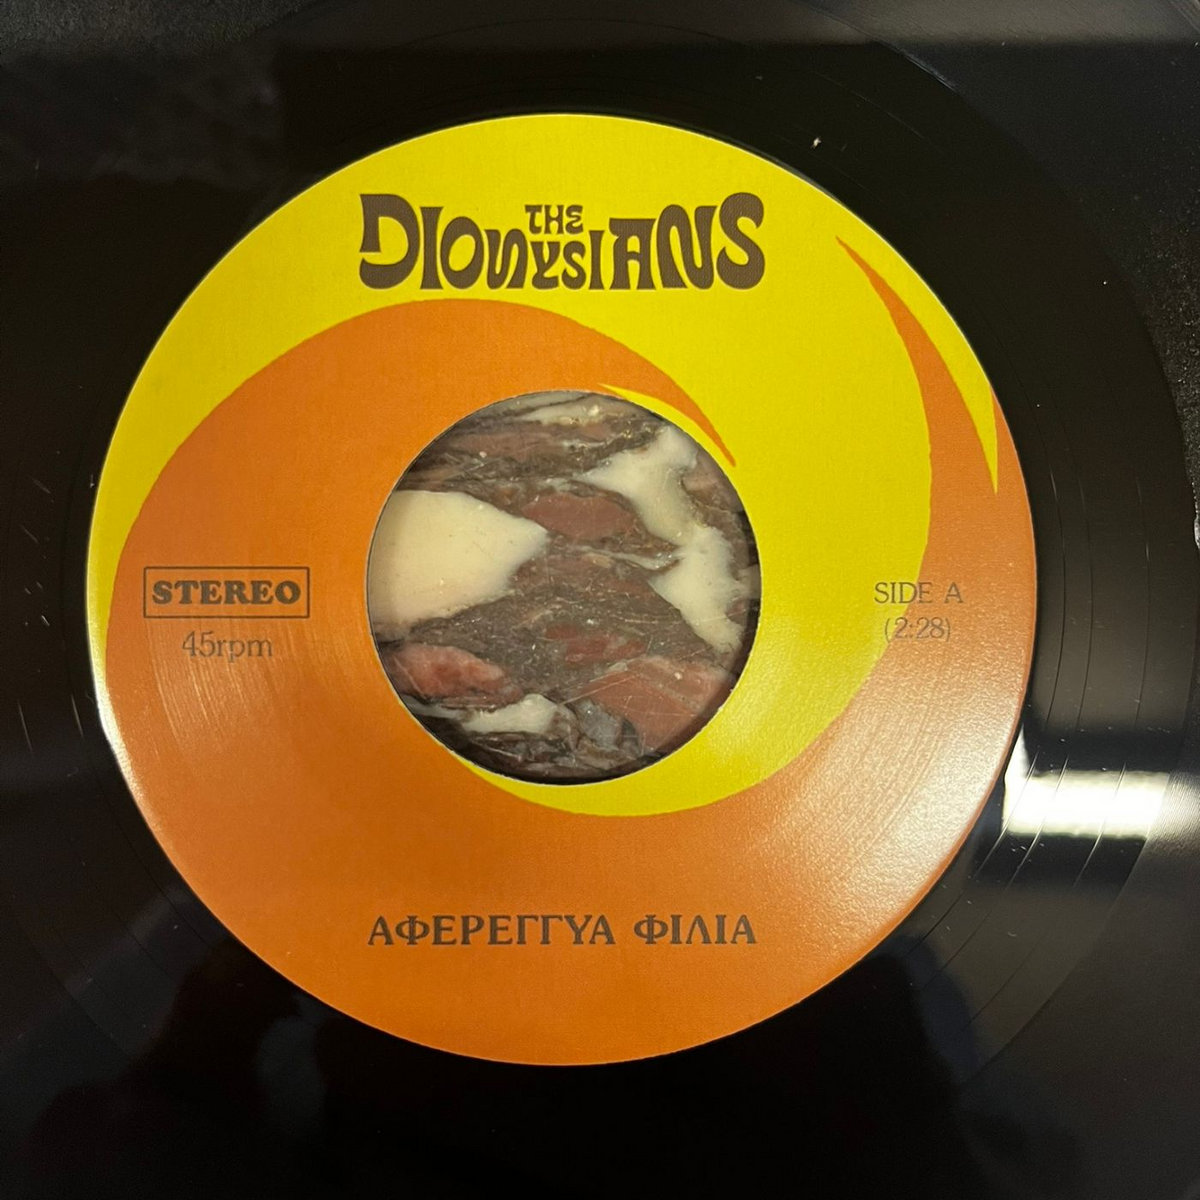 THE
DIONYSIANS
STEREO
45rpm
SIDE A
(2:28)
ΑΦΕΡΕΓΓΥΑ ΦΙΛΙΑ